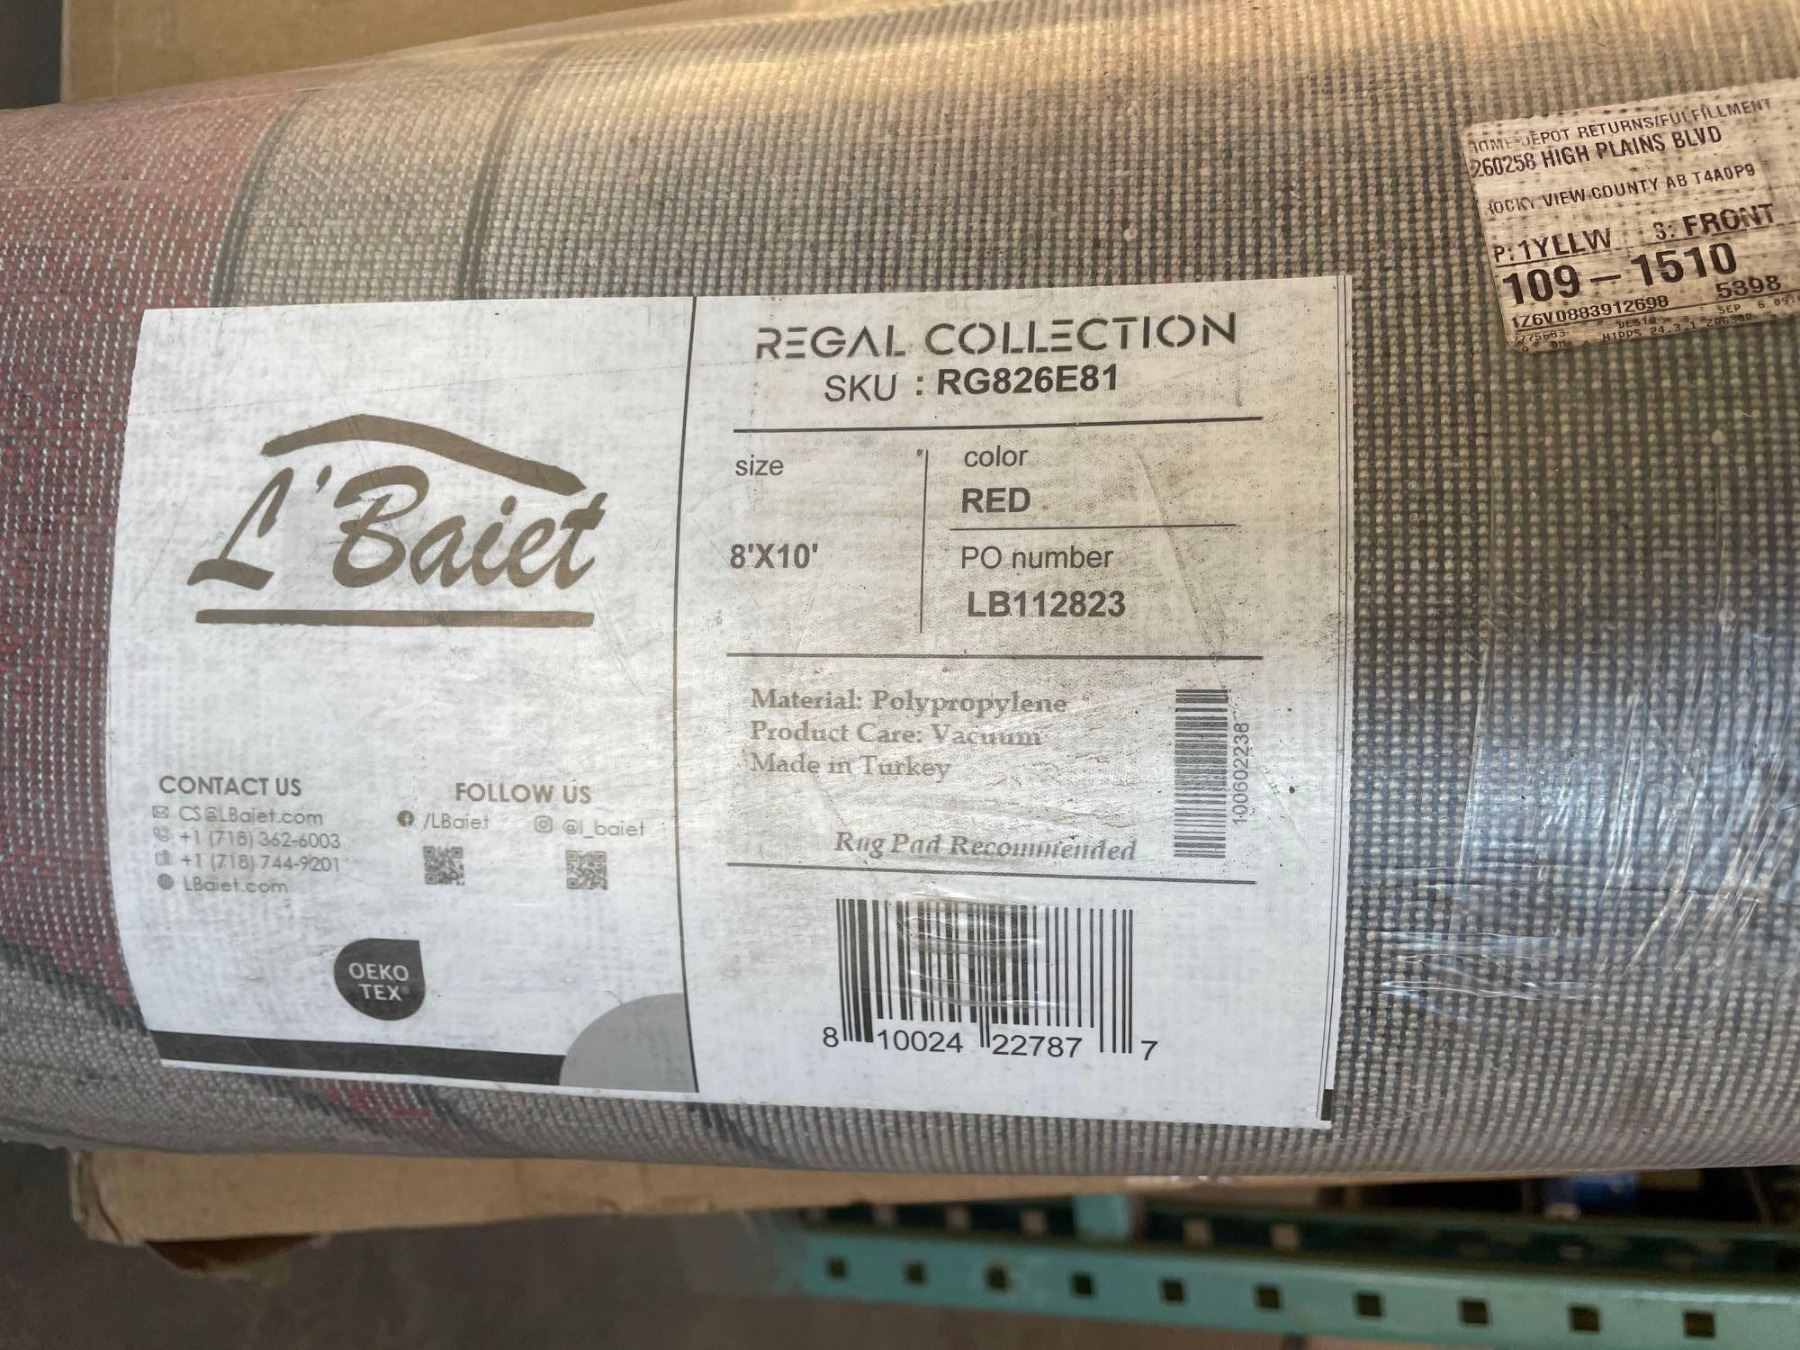 L'Baiet
CONTACT US
CS@LBaiet.com
+1 (718) 362-6003
+1 (718) 744-9201
LBaiet.com
FOLLOW US
/LBaiet @l_baiet
OEKO
TEX®
REGAL COLLECTION
SKU : RG826E81
size
8'X10'
color
RED
PO number
LB112823
Material: Polypropylene
Product Care: Vacuum
Made in Turkey
Rug Pad Recommended
1006022238
8 10024 22787 7
HOME DEPOT RETURNS/FULFILLMENT
260258 HIGH PLAINS BLVD
ROCKY VIEW COUNTY AB T4A0P9
P: 1YLLW S: FRONT
109-1510
1Z6V0883912698 5398